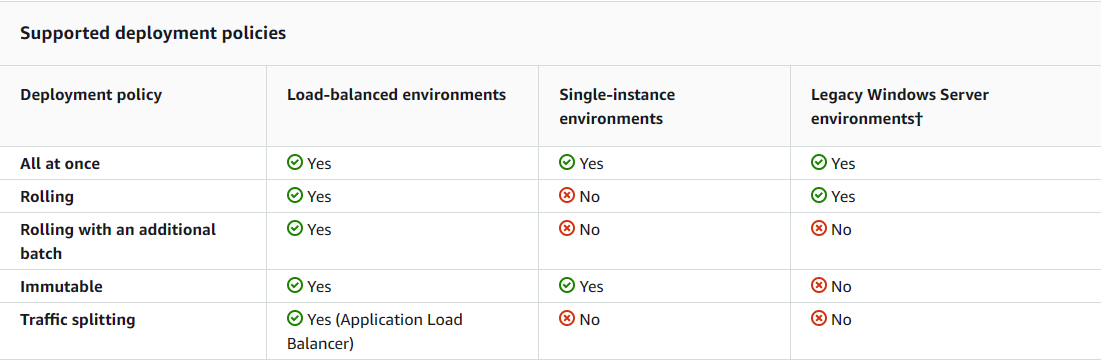 Supported deployment policies
Deployment policy Load-balanced environments Single-instance environments Legacy Windows Server environments†
All at once Yes Yes Yes
Rolling Yes No Yes
Rolling with an additional batch Yes No No
Immutable Yes Yes No
Traffic splitting Yes (Application Load Balancer) No No